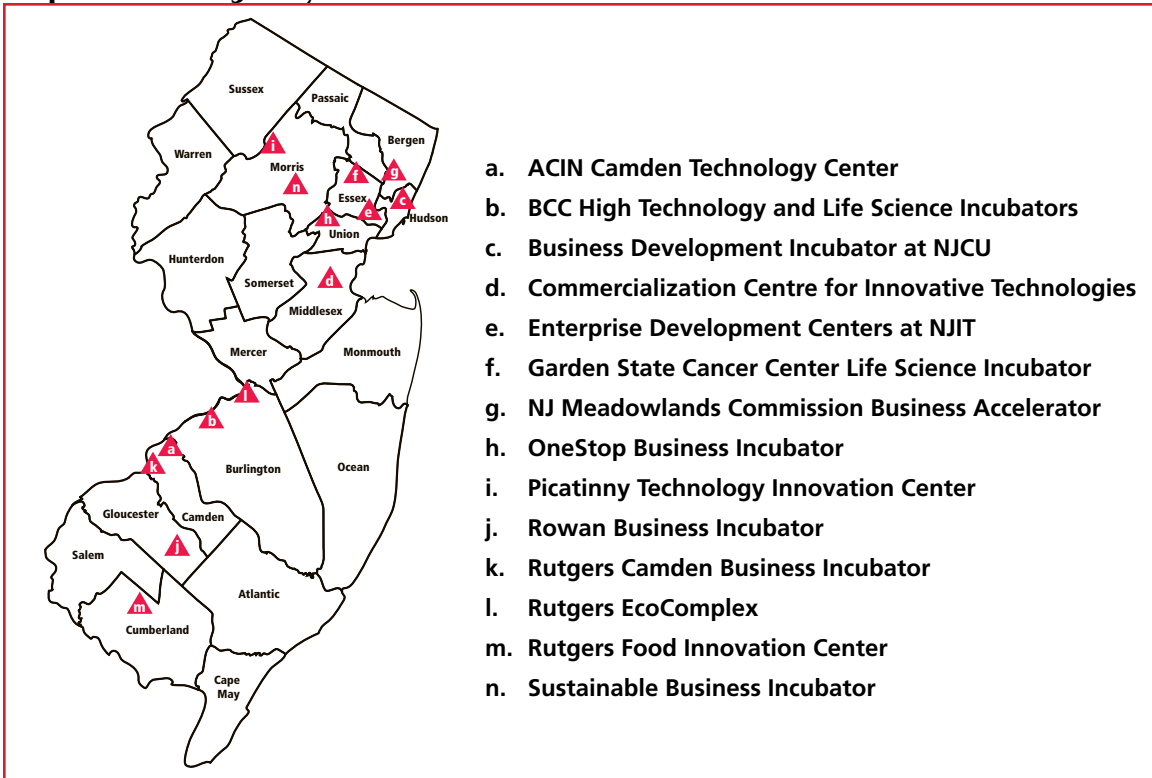 Sussex
Passaic
Bergen
Warren
i
Morris
n
f
g
Essex
e
c
Hudson
h
Union
Hunterdon
Somerset
d
Middlesex
Mercer
Monmouth
l
b
a
k
Burlington
Ocean
Gloucester
Camden
j
Salem
Atlantic
m
Cumberland
Cape
May
a. ACIN Camden Technology Center
b. BCC High Technology and Life Science Incubators
c. Business Development Incubator at NJCU
d. Commercialization Centre for Innovative Technologies
e. Enterprise Development Centers at NJIT
f. Garden State Cancer Center Life Science Incubator
g. NJ Meadowlands Commission Business Accelerator
h. OneStop Business Incubator
i. Picatinny Technology Innovation Center
j. Rowan Business Incubator
k. Rutgers Camden Business Incubator
l. Rutgers EcoComplex
m. Rutgers Food Innovation Center
n. Sustainable Business Incubator